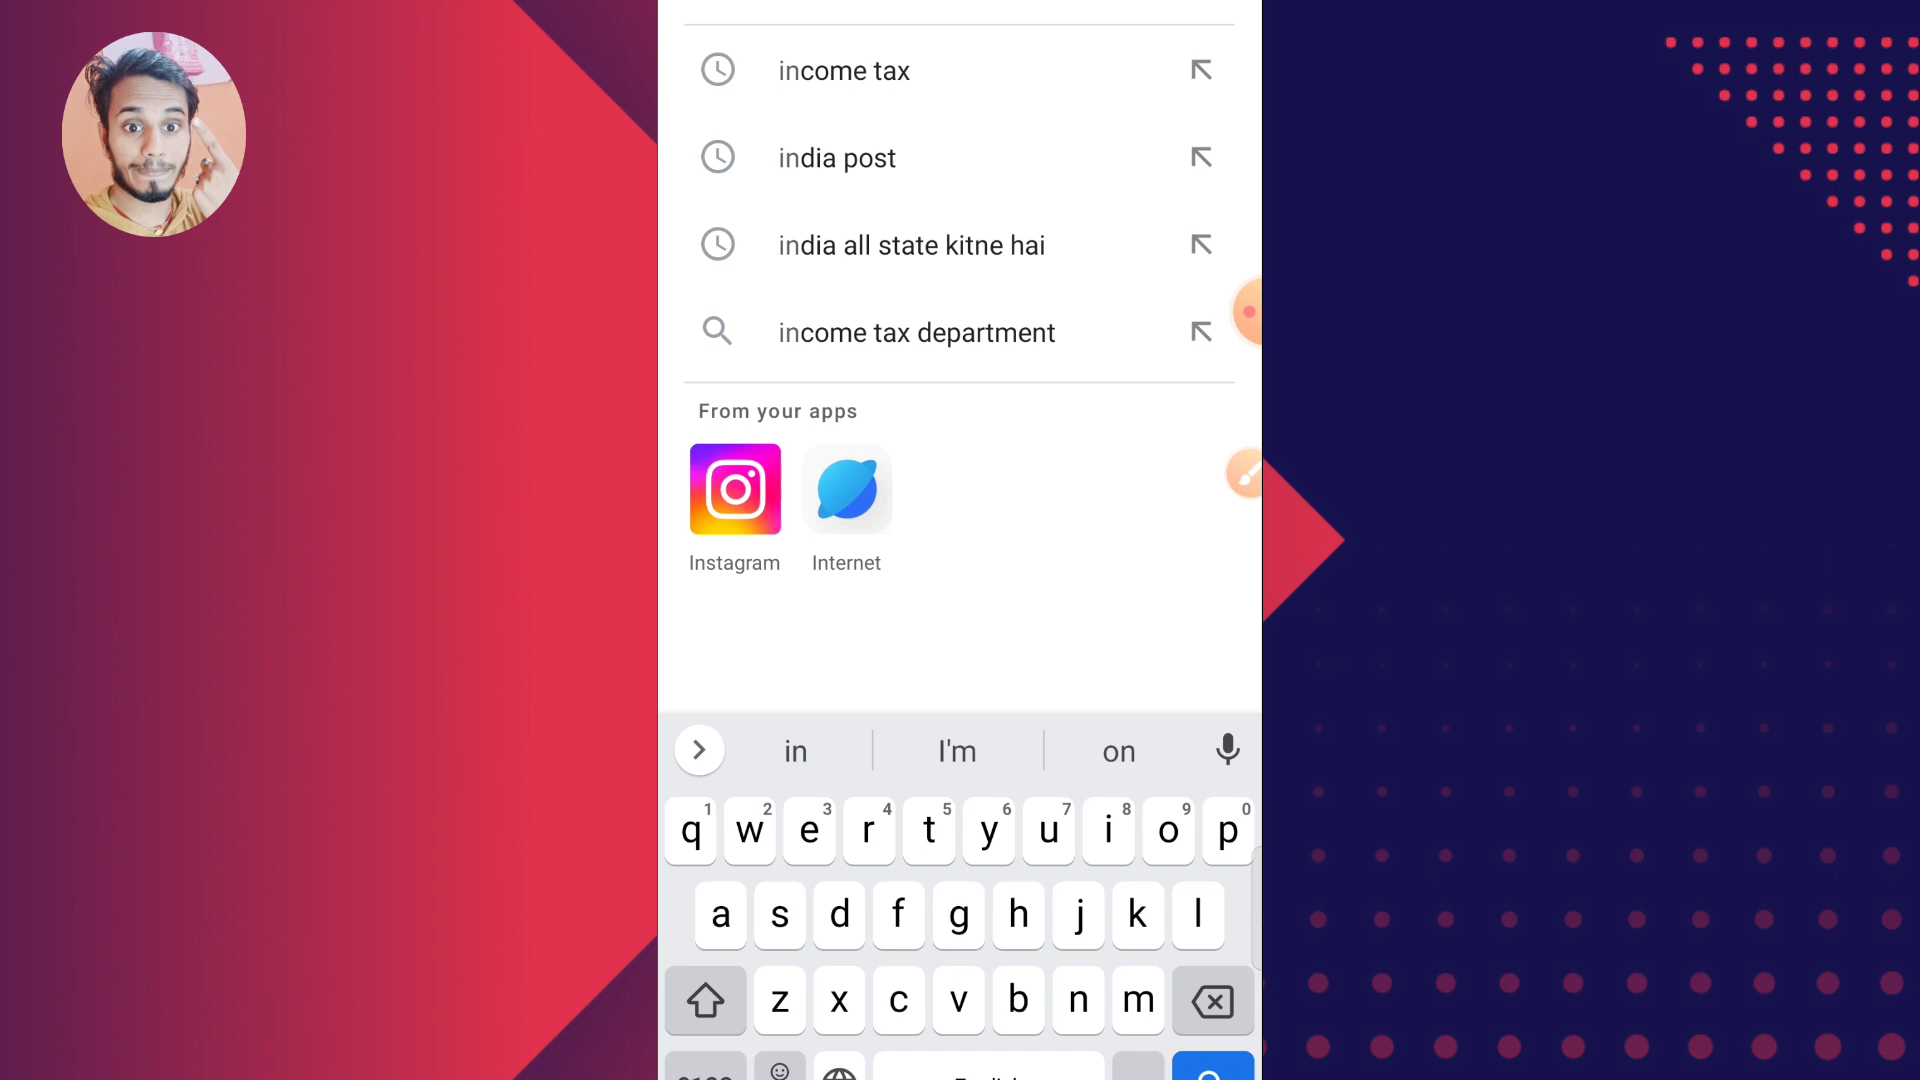 income tax
india post
india all state kitne hai
income tax department
From your apps
Instagram Internet
in I'm on
1 2 3 4 5 6 7 8 9 0
q w e r t y u i o p
a s d f g h j k l
z x c v b n m